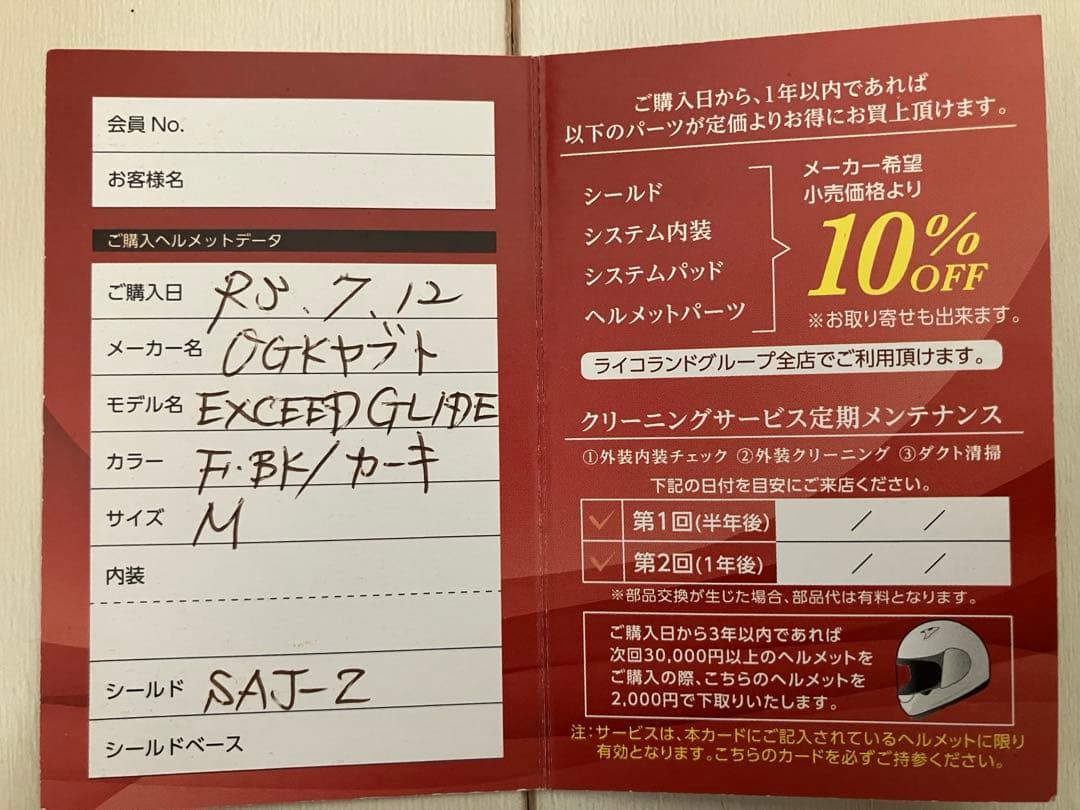 会員No.
お客様名
ご購入ヘルメットデータ
ご購入日 R5.7.12
メーカー名 OGKヤブト
モデル名 EXCEED GLIDE
カラー F.BK/カーキ
サイズ M
内装
シールド SAJ-2
シールドベース
ご購入日から、1年以内であれば
以下のパーツが定価よりお得にお買上頂けます。
シールド
システム内装
システムパッド
ヘルメットパーツ
メーカー希望
小売価格より
10%
OFF
※お取り寄せも出来ます。
ライコランドグループ全店でご利用頂けます。
クリーニングサービス定期メンテナンス
①外装内装チェック ②外装クリーニング ③ダクト清掃
下記の日付を目安にご来店ください。
第1回(半年後) / /
第2回(1年後) / /
※部品交換が生じた場合、部品代は有料となります。
ご購入日から3年以内であれば
次回30,000円以上のヘルメットを
ご購入の際、こちらのヘルメットを
2,000円で下取りいたします。
注:サービスは、本カードにご記入されているヘルメットに限り
有効となります。こちらのカードを必ずご持参ください。